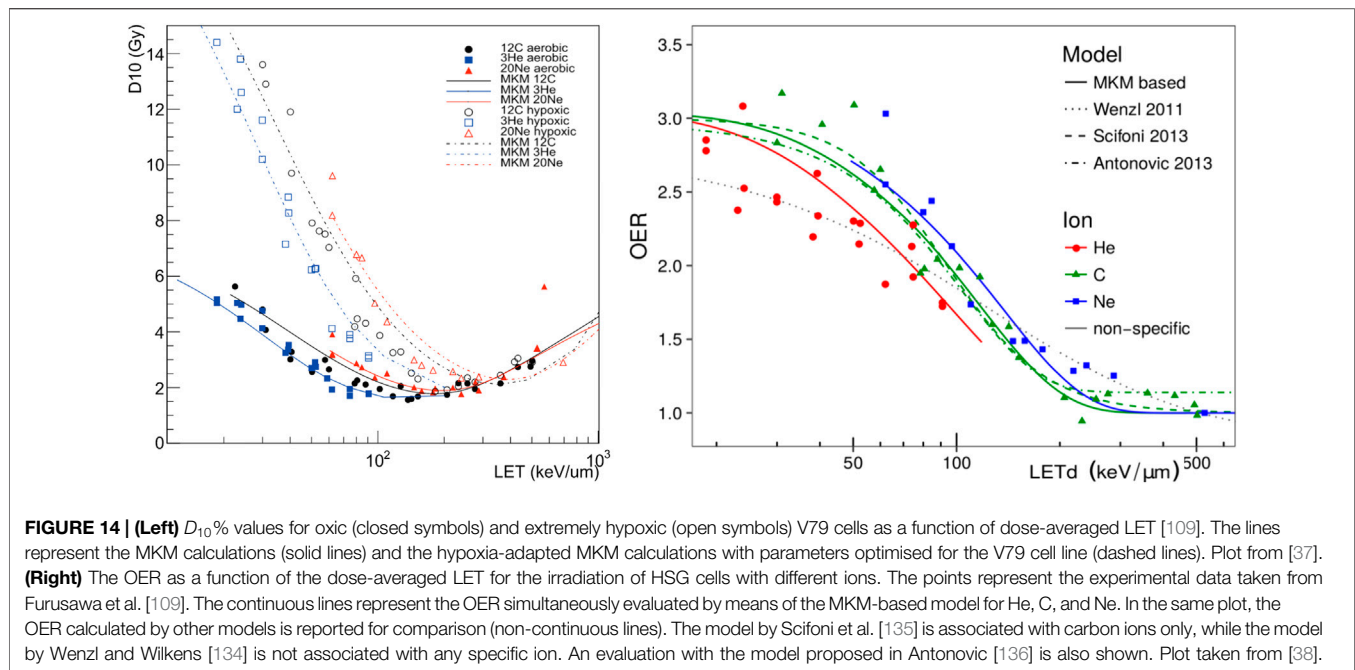 D10 (Gy)
14
12
10
8
6
4
2
0
10²
10³
LET (keV/um)
12C aerobic
3He aerobic
20Ne aerobic
MKM 12C
MKM 3He
MKM 20Ne
12C hypoxic
3He hypoxic
20Ne hypoxic
MKM 12C
MKM 3He
MKM 20Ne
OER
3.5
3.0
2.5
2.0
1.5
1.0
50
100
500
LETd (keV/μm)
Model
MKM based
Wenzl 2011
Scifoni 2013
Antonovic 2013
Ion
He
C
Ne
non−specific
FIGURE 14 | (Left) D10% values for oxic (closed symbols) and extremely hypoxic (open symbols) V79 cells as a function of dose-averaged LET [109]. The lines
represent the MKM calculations (solid lines) and the hypoxia-adapted MKM calculations with parameters optimised for the V79 cell line (dashed lines). Plot from [37].
(Right) The OER as a function of the dose-averaged LET for the irradiation of HSG cells with different ions. The points represent the experimental data taken from
Furusawa et al. [109]. The continuous lines represent the OER simultaneously evaluated by means of the MKM-based model for He, C, and Ne. In the same plot, the
OER calculated by other models is reported for comparison (non-continuous lines). The model by Scifoni et al. [135] is associated with carbon ions only, while the model
by Wenzl and Wilkens [134] is not associated with any specific ion. An evaluation with the model proposed in Antonovic [136] is also shown. Plot taken from [38].